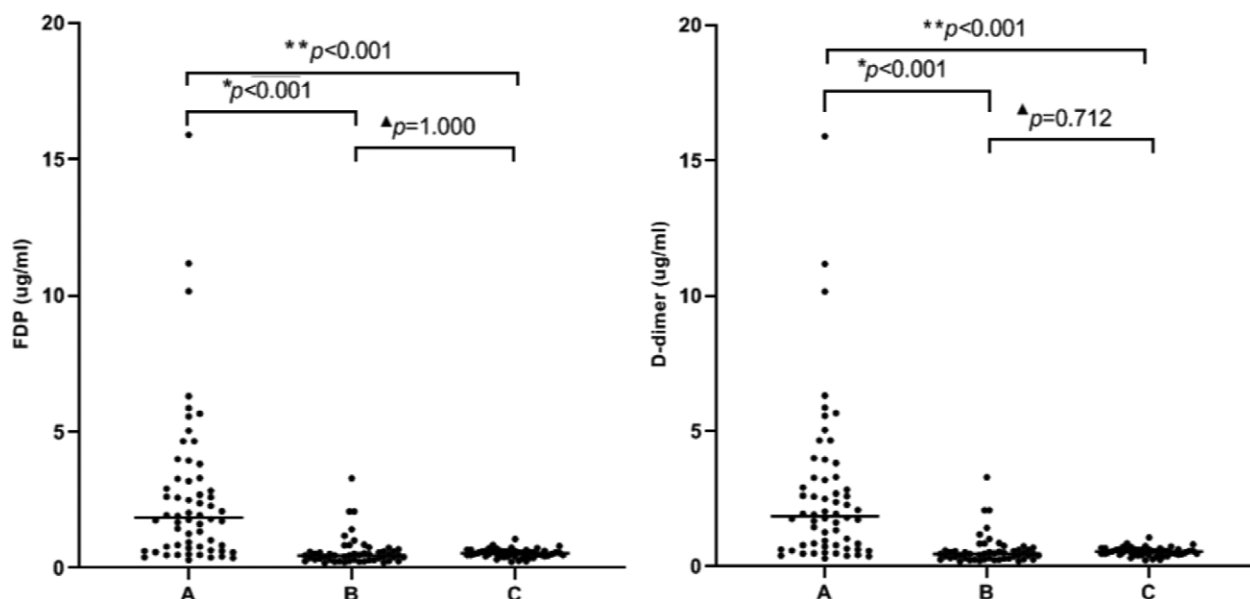 20
**p<0.001
*p<0.001
▲p=1.000
15
10
5
0
FDP (ug/ml)
A B C
20
**p<0.001
*p<0.001
▲p=0.712
15
10
5
0
D-dimer (ug/ml)
A B C